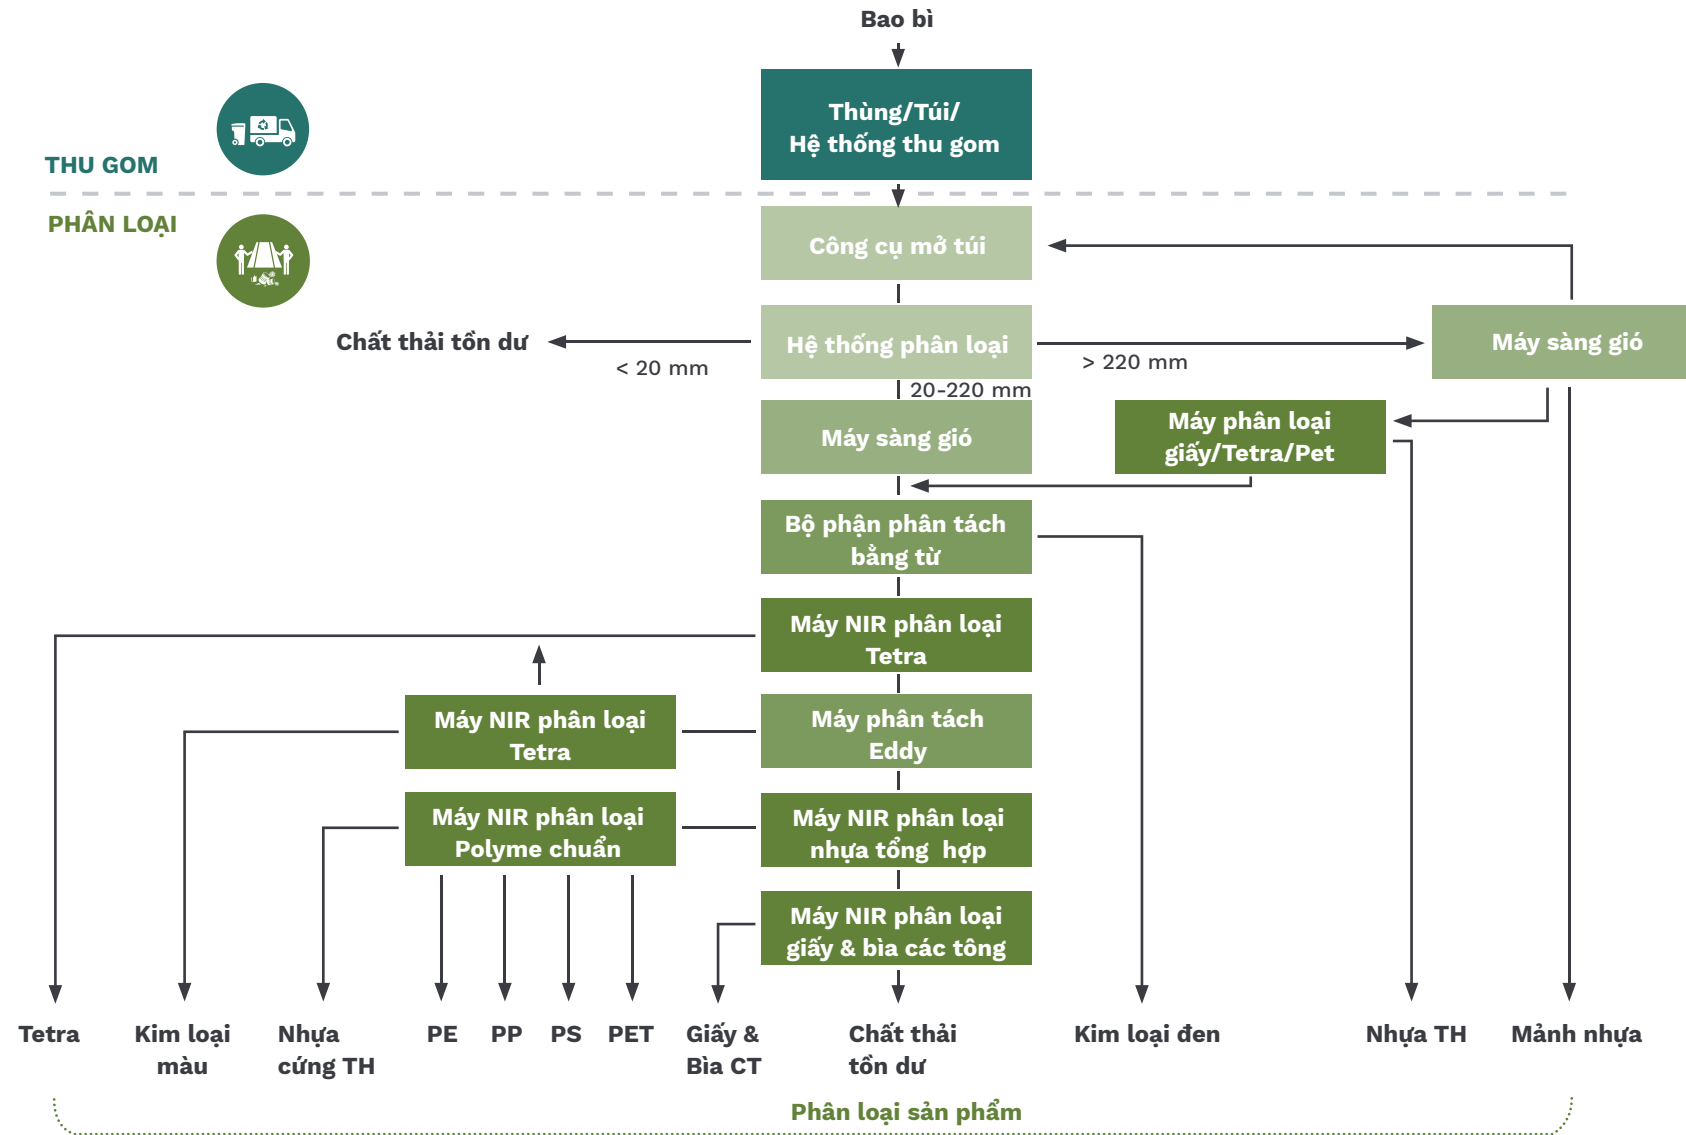 Bao bì
Thùng/Túi/
Hệ thống thu gom
THU GOM
PHÂN LOẠI
Công cụ mở túi
Chất thải tồn dư
< 20 mm
Hệ thống phân loại
> 220 mm
Máy sàng gió
20-220 mm
Máy sàng gió
Máy phân loại
giấy/Tetra/Pet
Bộ phận phân tách
bằng từ
Máy NIR phân loại
Tetra
Máy NIR phân loại
Tetra
Máy phân tách
Eddy
Máy NIR phân loại
Polyme chuẩn
Máy NIR phân loại
nhựa tổng hợp
Máy NIR phân loại
giấy & bìa các tông
Tetra
Kim loại
màu
Nhựa
cứng TH
PE
PP
PS
PET
Giấy &
Bìa CT
Chất thải
tồn dư
Kim loại đen
Nhựa TH
Mảnh nhựa
Phân loại sản phẩm